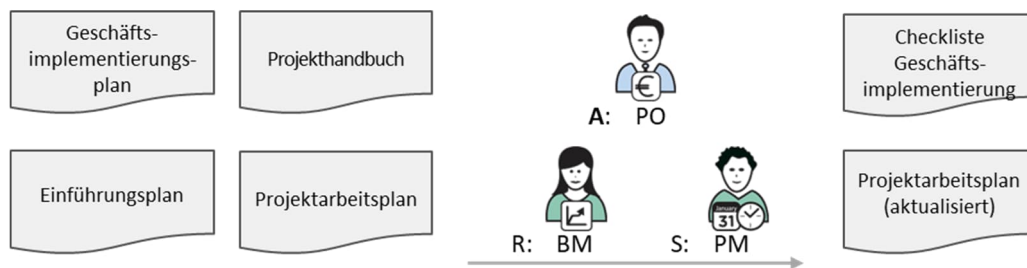 Geschäfts-
implementierungs-
plan
Projekthandbuch
€
A: PO
Checkliste
Geschäfts-
implementierung
Einführungsplan
Projektarbeitsplan
January
31
R: BM
S: PM
Projektarbeitsplan
(aktualisiert)